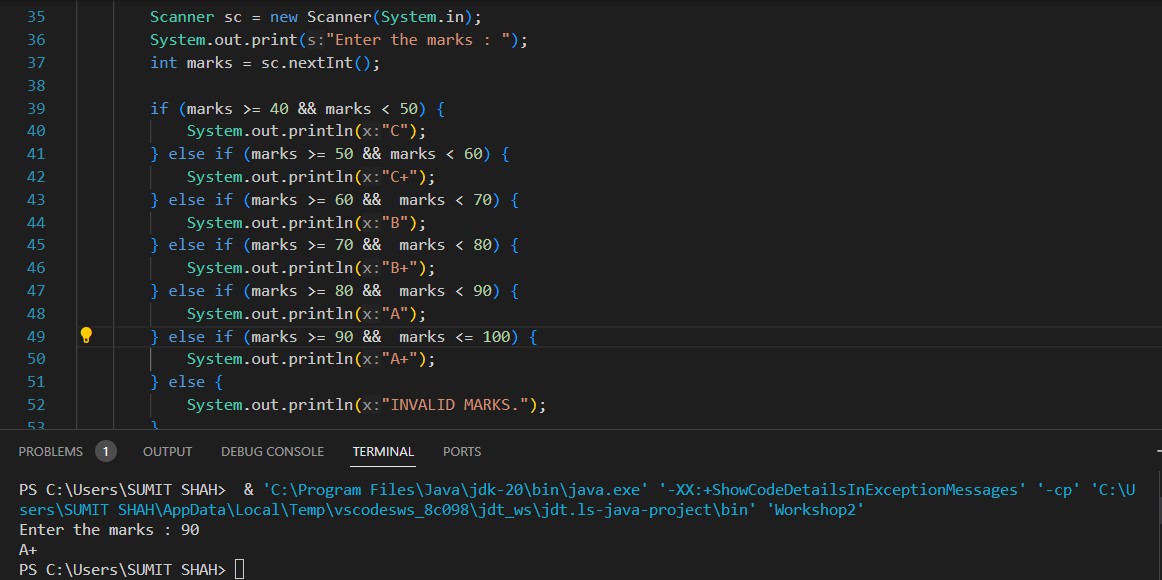 35 Scanner sc = new Scanner(System.in);
36 System.out.print(s:"Enter the marks : ");
37 int marks = sc.nextInt();
38
39 if (marks >= 40 && marks < 50) {
40 System.out.println(x:"C");
41 } else if (marks >= 50 && marks < 60) {
42 System.out.println(x:"C+");
43 } else if (marks >= 60 &&  marks < 70) {
44 System.out.println(x:"B");
45 } else if (marks >= 70 &&  marks < 80) {
46 System.out.println(x:"B+");
47 } else if (marks >= 80 &&  marks < 90) {
48 System.out.println(x:"A");
49 } else if (marks >= 90 &&  marks <= 100) {
50 System.out.println(x:"A+");
51 } else {
52 System.out.println(x:"INVALID MARKS.");
53 }
PROBLEMS 1 OUTPUT DEBUG CONSOLE TERMINAL PORTS
PS C:\Users\SUMIT SHAH>  & 'C:\Program Files\Java\jdk-20\bin\java.exe' '-XX:+ShowCodeDetailsInExceptionMessages' '-cp' 'C:\U
sers\SUMIT SHAH\AppData\Local\Temp\vscodesws_8c098\jdt_ws\jdt.ls-java-project\bin' 'Workshop2'
Enter the marks : 90
A+
PS C:\Users\SUMIT SHAH>